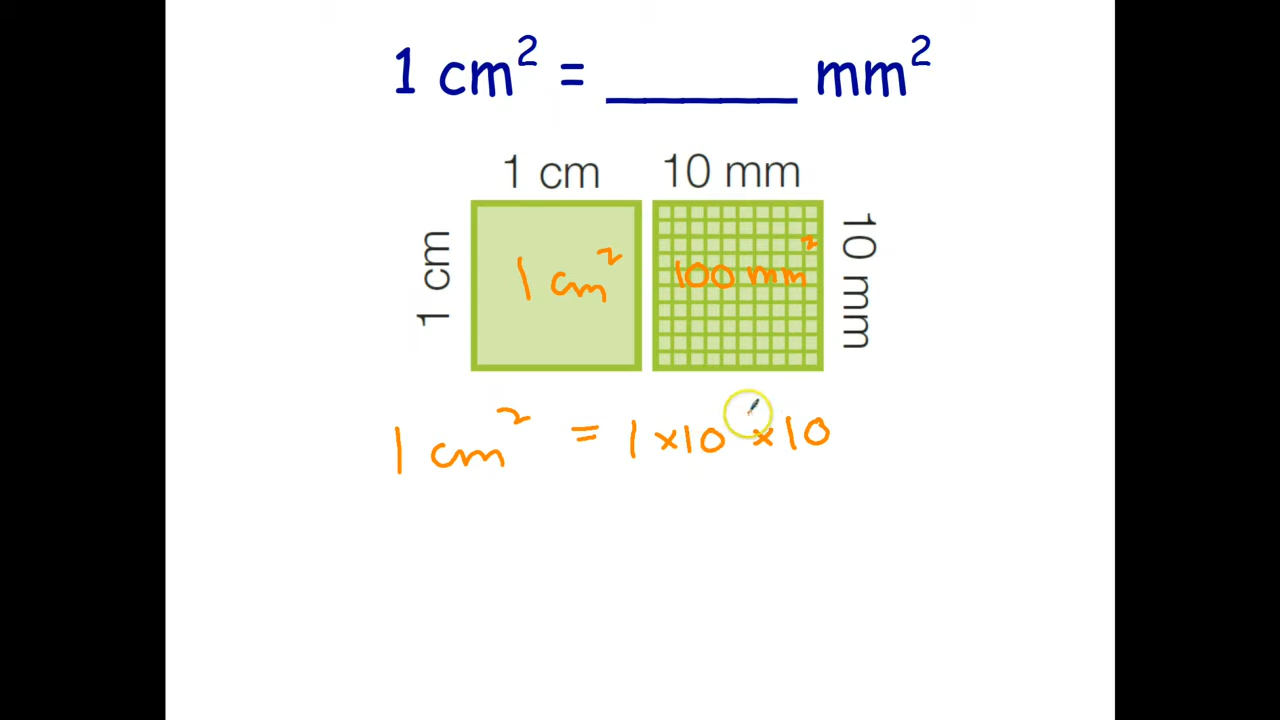 1 cm² = ______ mm²
1 cm 10 mm
1 cm
1 cm²
100 mm²
10 mm
1 cm² = 1 x 10 x 10